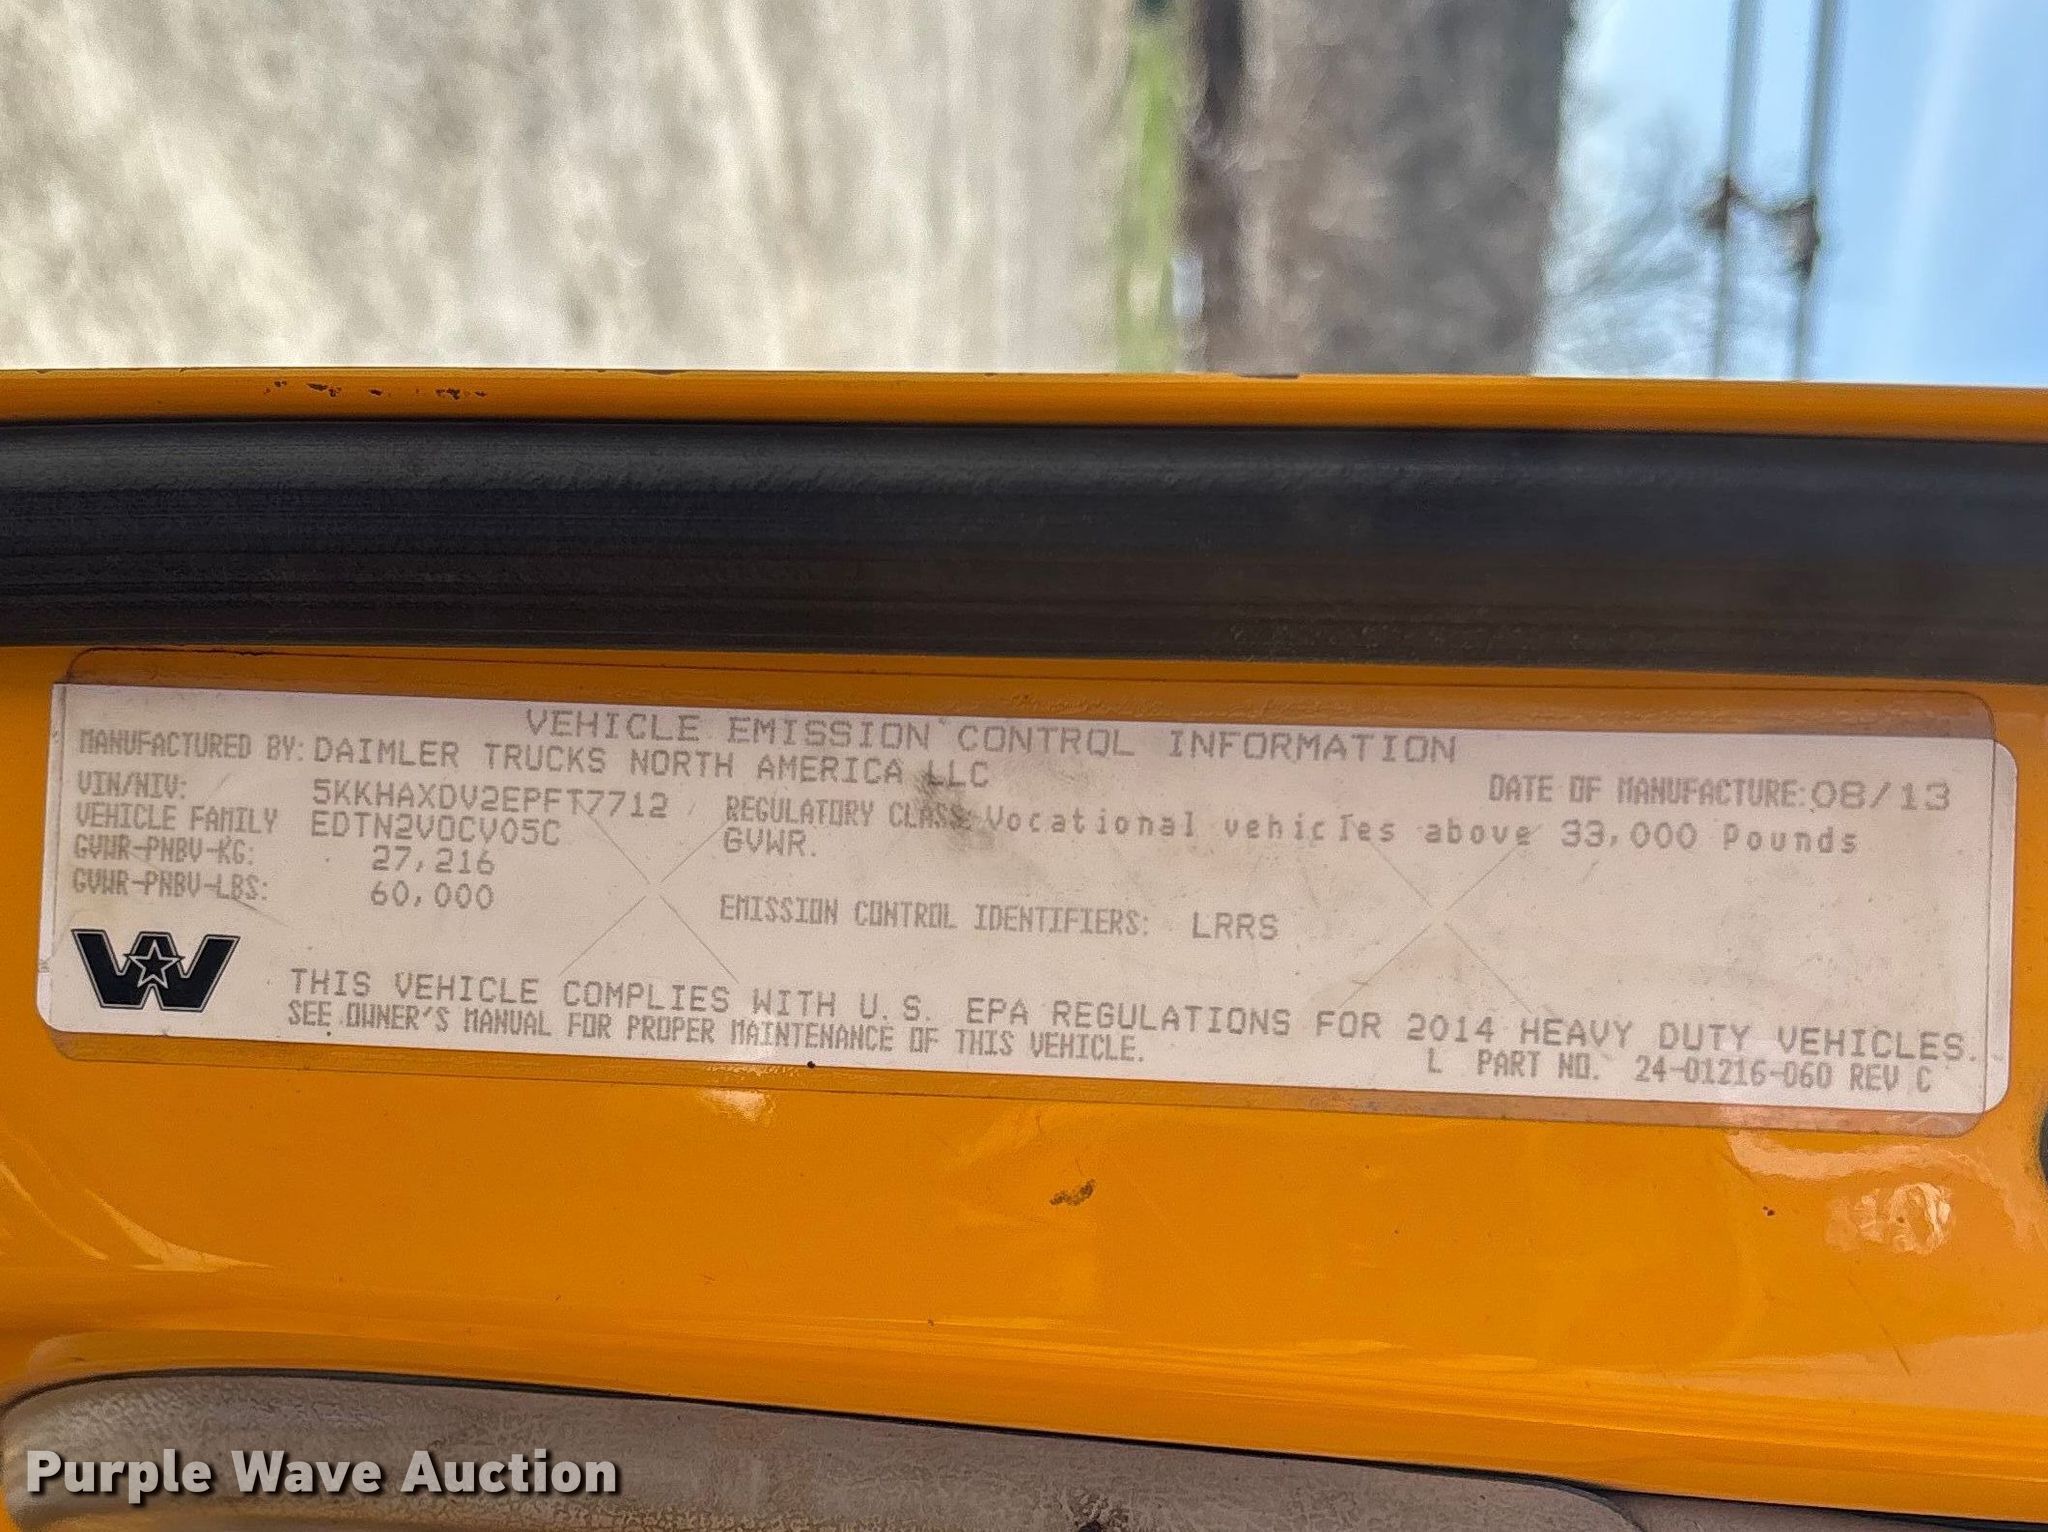 VEHICLE EMISSION CONTROL INFORMATION
MANUFACTURED BY: DAIMLER TRUCKS NORTH AMERICA LLC
VIN/NIV: 5KKHAXDV2EPFT7712
DATE OF MANUFACTURE: 08/13
VEHICLE FAMILY EDTN2VOCV05C
REGULATORY CLASS: Vocational vehicles above 33,000 Pounds
GVWR.
GVWR-PNBV-KG: 27,216
GVWR-PNBV-LBS: 60,000
EMISSION CONTROL IDENTIFIERS: LRRS
W
THIS VEHICLE COMPLIES WITH U.S. EPA REGULATIONS FOR 2014 HEAVY DUTY VEHICLES.
SEE OWNER'S MANUAL FOR PROPER MAINTENANCE OF THIS VEHICLE.
L PART NO. 24-01216-060 REV C
Purple Wave Auction